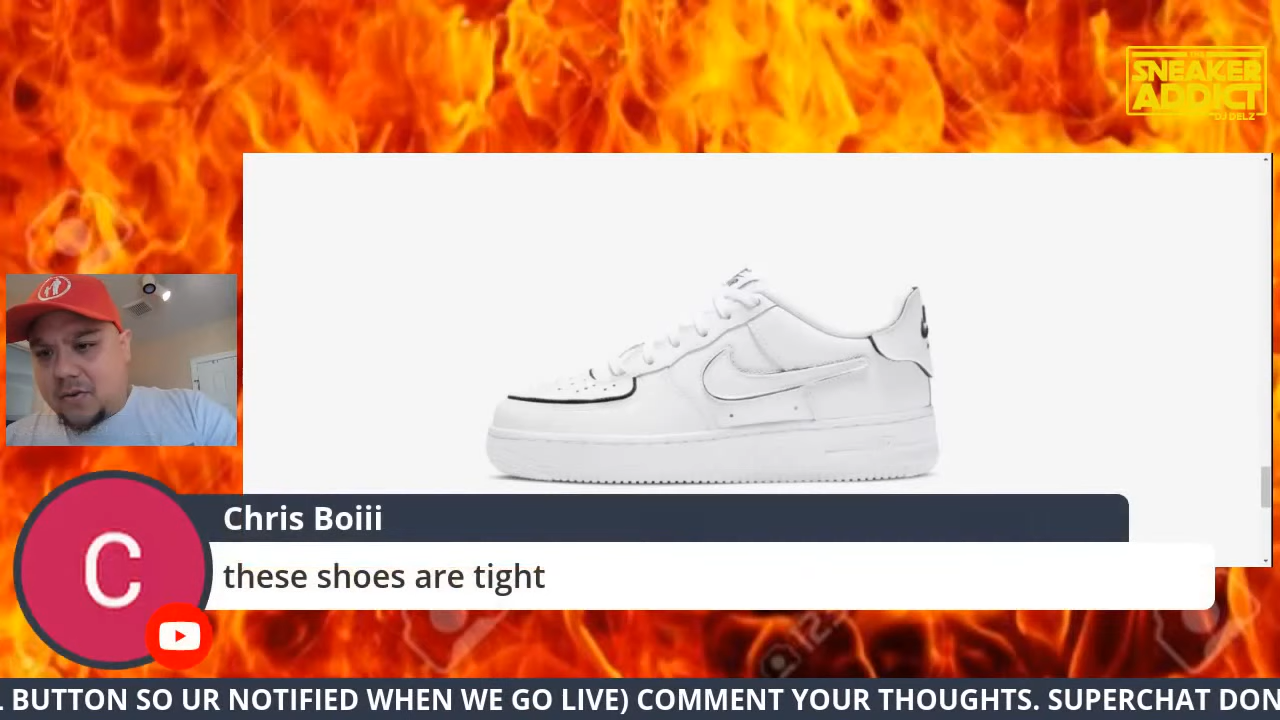 THE
SNEAKER
ADDICT
DJ DELZ
Chris Boiii
these shoes are tight
C
BUTTON SO UR NOTIFIED WHEN WE GO LIVE) COMMENT YOUR THOUGHTS. SUPERCHAT DON